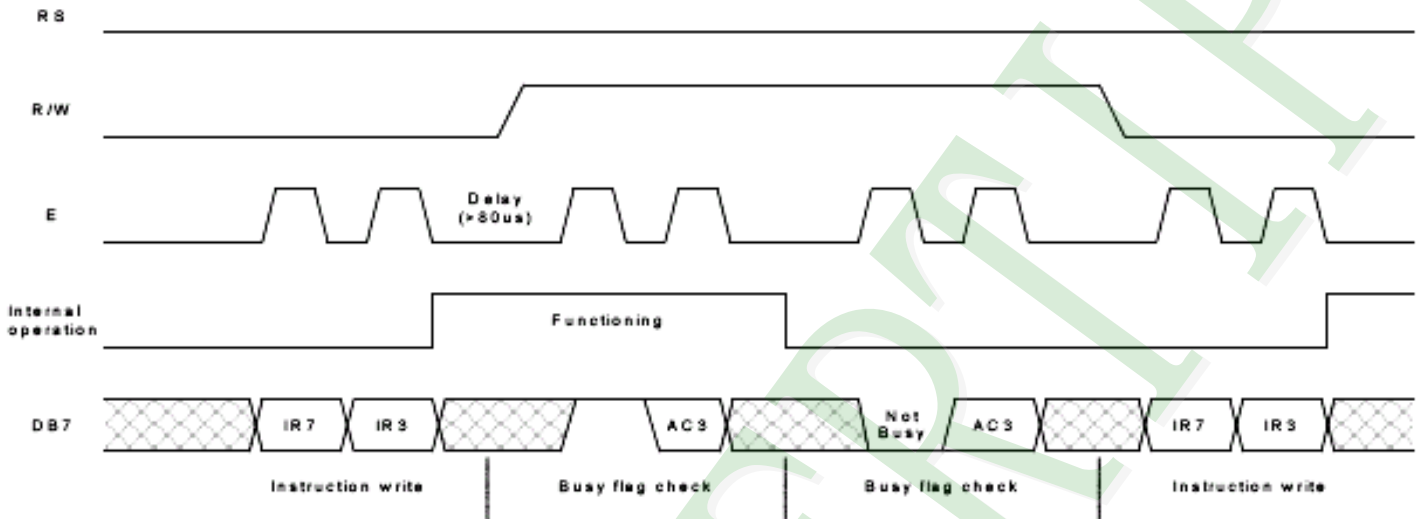 RS
R/W
E
Delay
(>80us)
Internal
operation
Functioning
DB7
IR7
IR3
AC3
Not
Busy
AC3
IR7
IR3
Instruction write
Busy flag check
Busy flag check
Instruction write